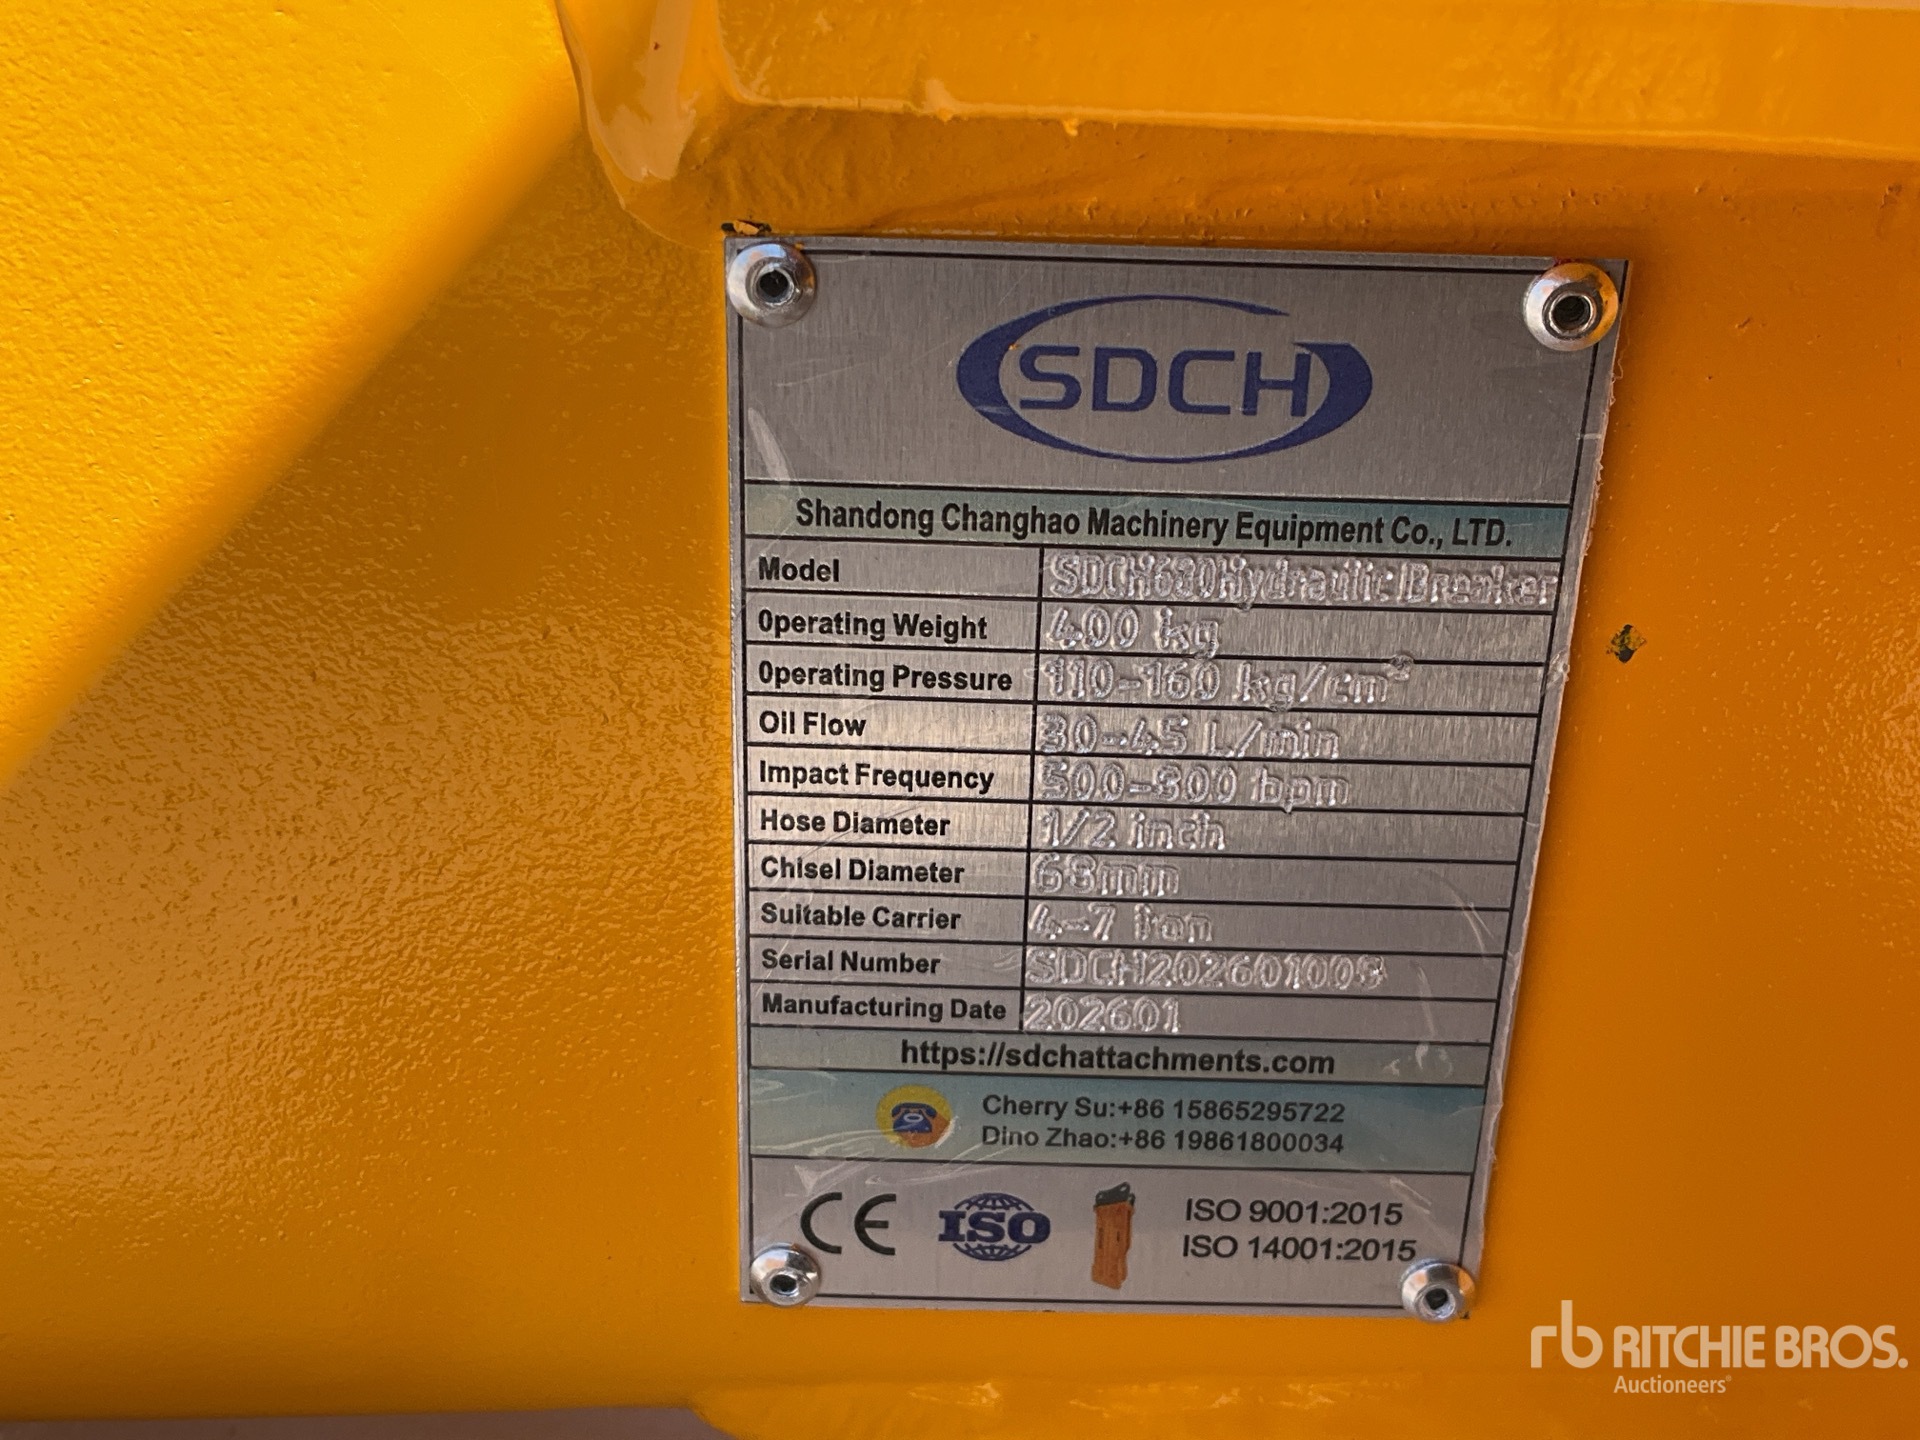 SDCH
Shandong Changhao Machinery Equipment Co., LTD.
Model SDCH680Hydraulic Breaker
Operating Weight 400 kg
Operating Pressure 110-160 kg/cm²
Oil Flow 30-45 L/min
Impact Frequency 500-800 bpm
Hose Diameter 1/2 inch
Chisel Diameter 68mm
Suitable Carrier 4-7 ton
Serial Number
Manufacturing Date 202601
https://sdchattachments.com
Cherry Su:+86 15865295722
Dino Zhao:+86 19861800034
CE ISO ISO 9001:2015
ISO 14001:2015
rb RITCHIE BROS.
Auctioneers